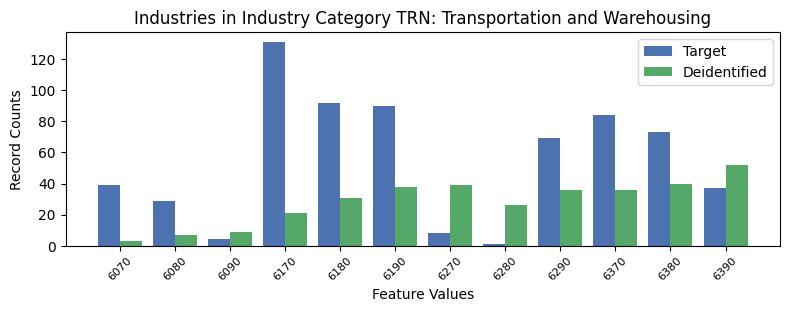 Industries in Industry Category TRN: Transportation and Warehousing
Target
Deidentified
Record Counts
120
100
80
60
40
20
0
6070 6080 6090 6170 6180 6190 6270 6280 6290 6370 6380 6390
Feature Values